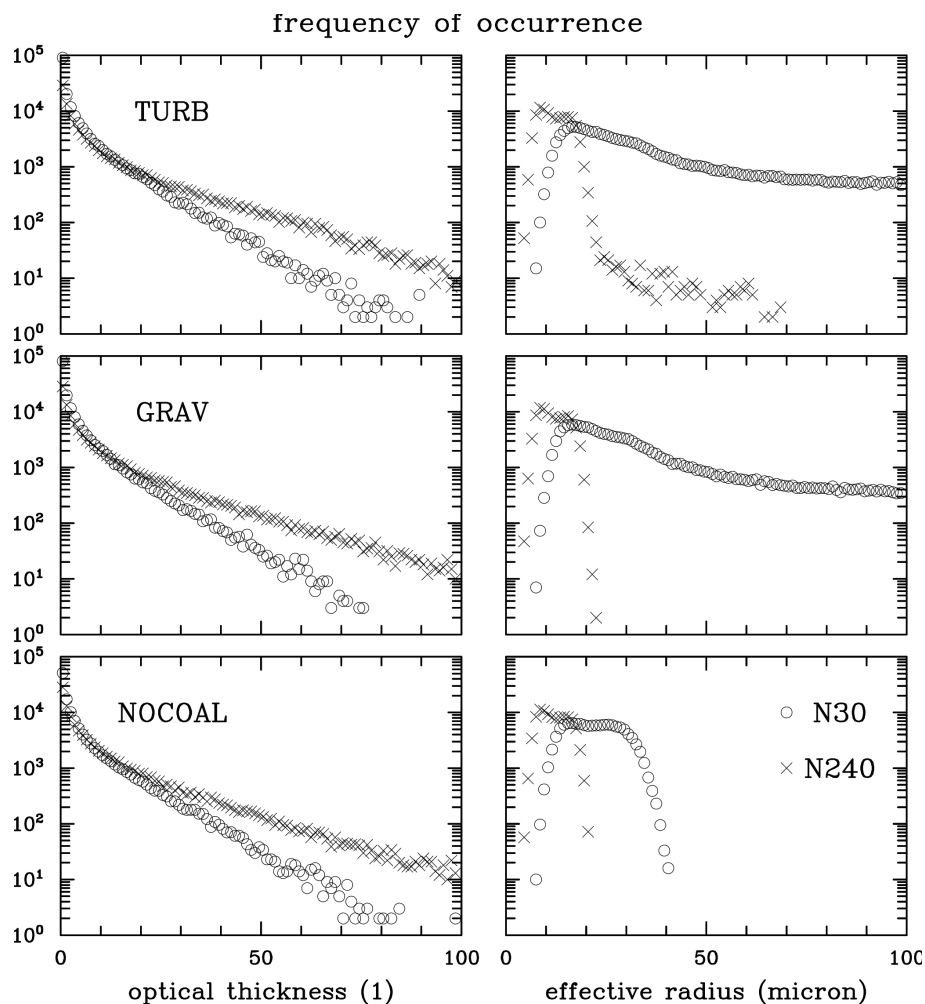 frequency of occurrence
10⁵
10⁴
10³
10²
10¹
10⁰
TURB
10⁵
10⁴
10³
10²
10¹
10⁰
GRAV
10⁵
10⁴
10³
10²
10¹
10⁰
NOCOAL
N30
N240
0 50 100 0 50 100
optical thickness (1) effective radius (micron)